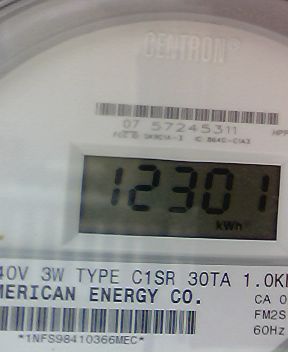 CENTRON®
07 57245311
12301
kWh
40V 3W TYPE C1SR 30TA 1.0K
MERICAN ENERGY CO.
CA 0
FM2S
60Hz
*1NFS98410366MEC*